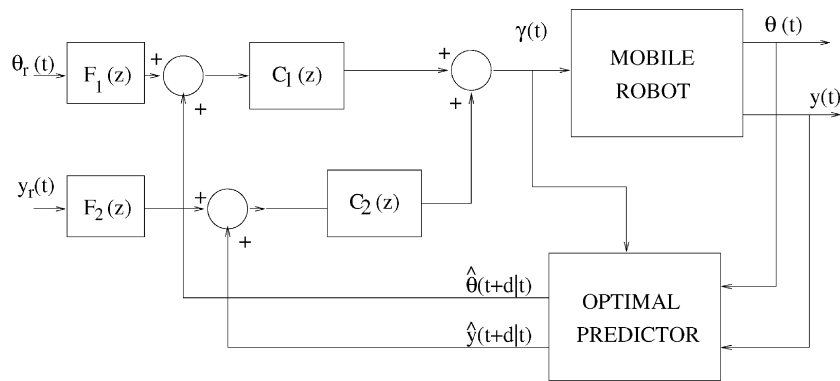 γ(t)
θ (t)
θr (t)
+
F1 (z)
+
C1 (z)
+
+
MOBILE
ROBOT
y(t)
yr(t)
F2 (z)
+
+
C2 (z)
θ̂(t+d|t)
ŷ(t+d|t)
OPTIMAL
PREDICTOR